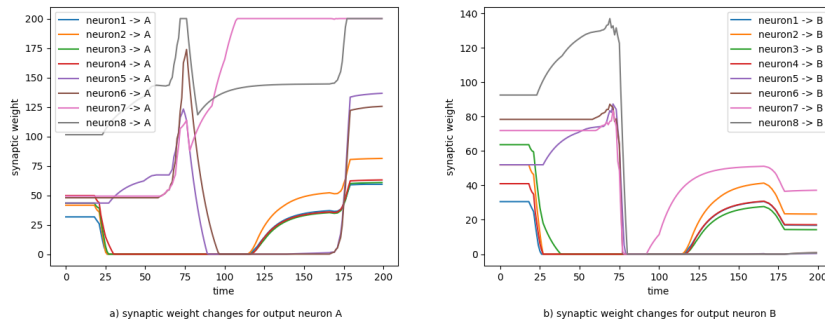 200
175
150
125
100
75
50
25
0
synaptic weight
neuron1 -> A
neuron2 -> A
neuron3 -> A
neuron4 -> A
neuron5 -> A
neuron6 -> A
neuron7 -> A
neuron8 -> A
0 25 50 75 100 125 150 175 200
time
a) synaptic weight changes for output neuron A
140
120
100
80
60
40
20
0
synaptic weight
neuron1 -> B
neuron2 -> B
neuron3 -> B
neuron4 -> B
neuron5 -> B
neuron6 -> B
neuron7 -> B
neuron8 -> B
0 25 50 75 100 125 150 175 200
time
b) synaptic weight changes for output neuron B